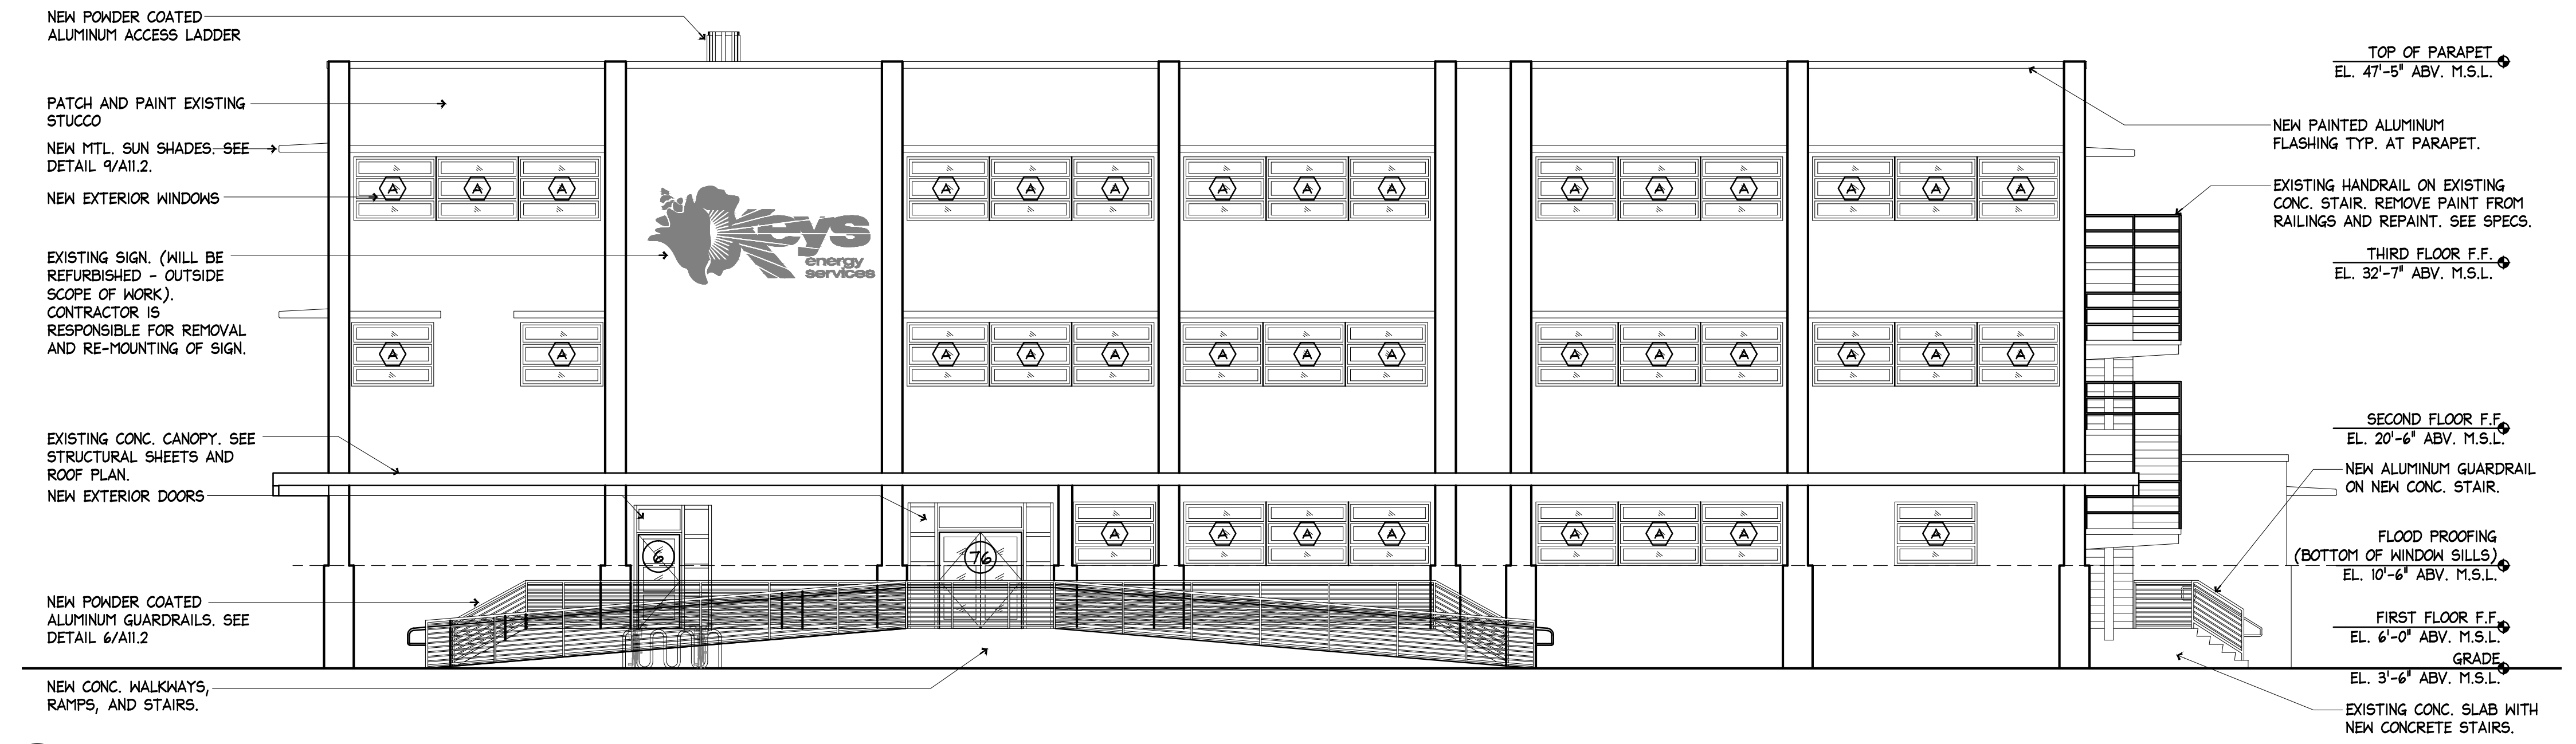 NEW POWDER COATED
ALUMINUM ACCESS LADDER
PATCH AND PAINT EXISTING
STUCCO
NEW MTL. SUN SHADES. SEE
DETAIL 9/A11.2.
NEW EXTERIOR WINDOWS
EXISTING SIGN. (WILL BE
REFURBISHED - OUTSIDE
SCOPE OF WORK).
CONTRACTOR IS
RESPONSIBLE FOR REMOVAL
AND RE-MOUNTING OF SIGN.
EXISTING CONC. CANOPY. SEE
STRUCTURAL SHEETS AND
ROOF PLAN.
NEW EXTERIOR DOORS
NEW POWDER COATED
ALUMINUM GUARDRAILS. SEE
DETAIL 6/A11.2
NEW CONC. WALKWAYS,
RAMPS, AND STAIRS.
A A A A A A A A A A A A A A A
keys
energy
services
A A A A A A A A A A A A A A
A A A A A A A A
6
76
TOP OF PARAPET
EL. 47'-5" ABV. M.S.L.
NEW PAINTED ALUMINUM
FLASHING TYP. AT PARAPET.
EXISTING HANDRAIL ON EXISTING
CONC. STAIR. REMOVE PAINT FROM
RAILINGS AND REPAINT. SEE SPECS.
THIRD FLOOR F.F.
EL. 32'-7" ABV. M.S.L.
SECOND FLOOR F.F.
EL. 20'-6" ABV. M.S.L.
NEW ALUMINUM GUARDRAIL
ON NEW CONC. STAIR.
FLOOD PROOFING
(BOTTOM OF WINDOW SILLS)
EL. 10'-6" ABV. M.S.L.
FIRST FLOOR F.F.
EL. 6'-0" ABV. M.S.L.
GRADE
EL. 3'-6" ABV. M.S.L.
EXISTING CONC. SLAB WITH
NEW CONCRETE STAIRS.